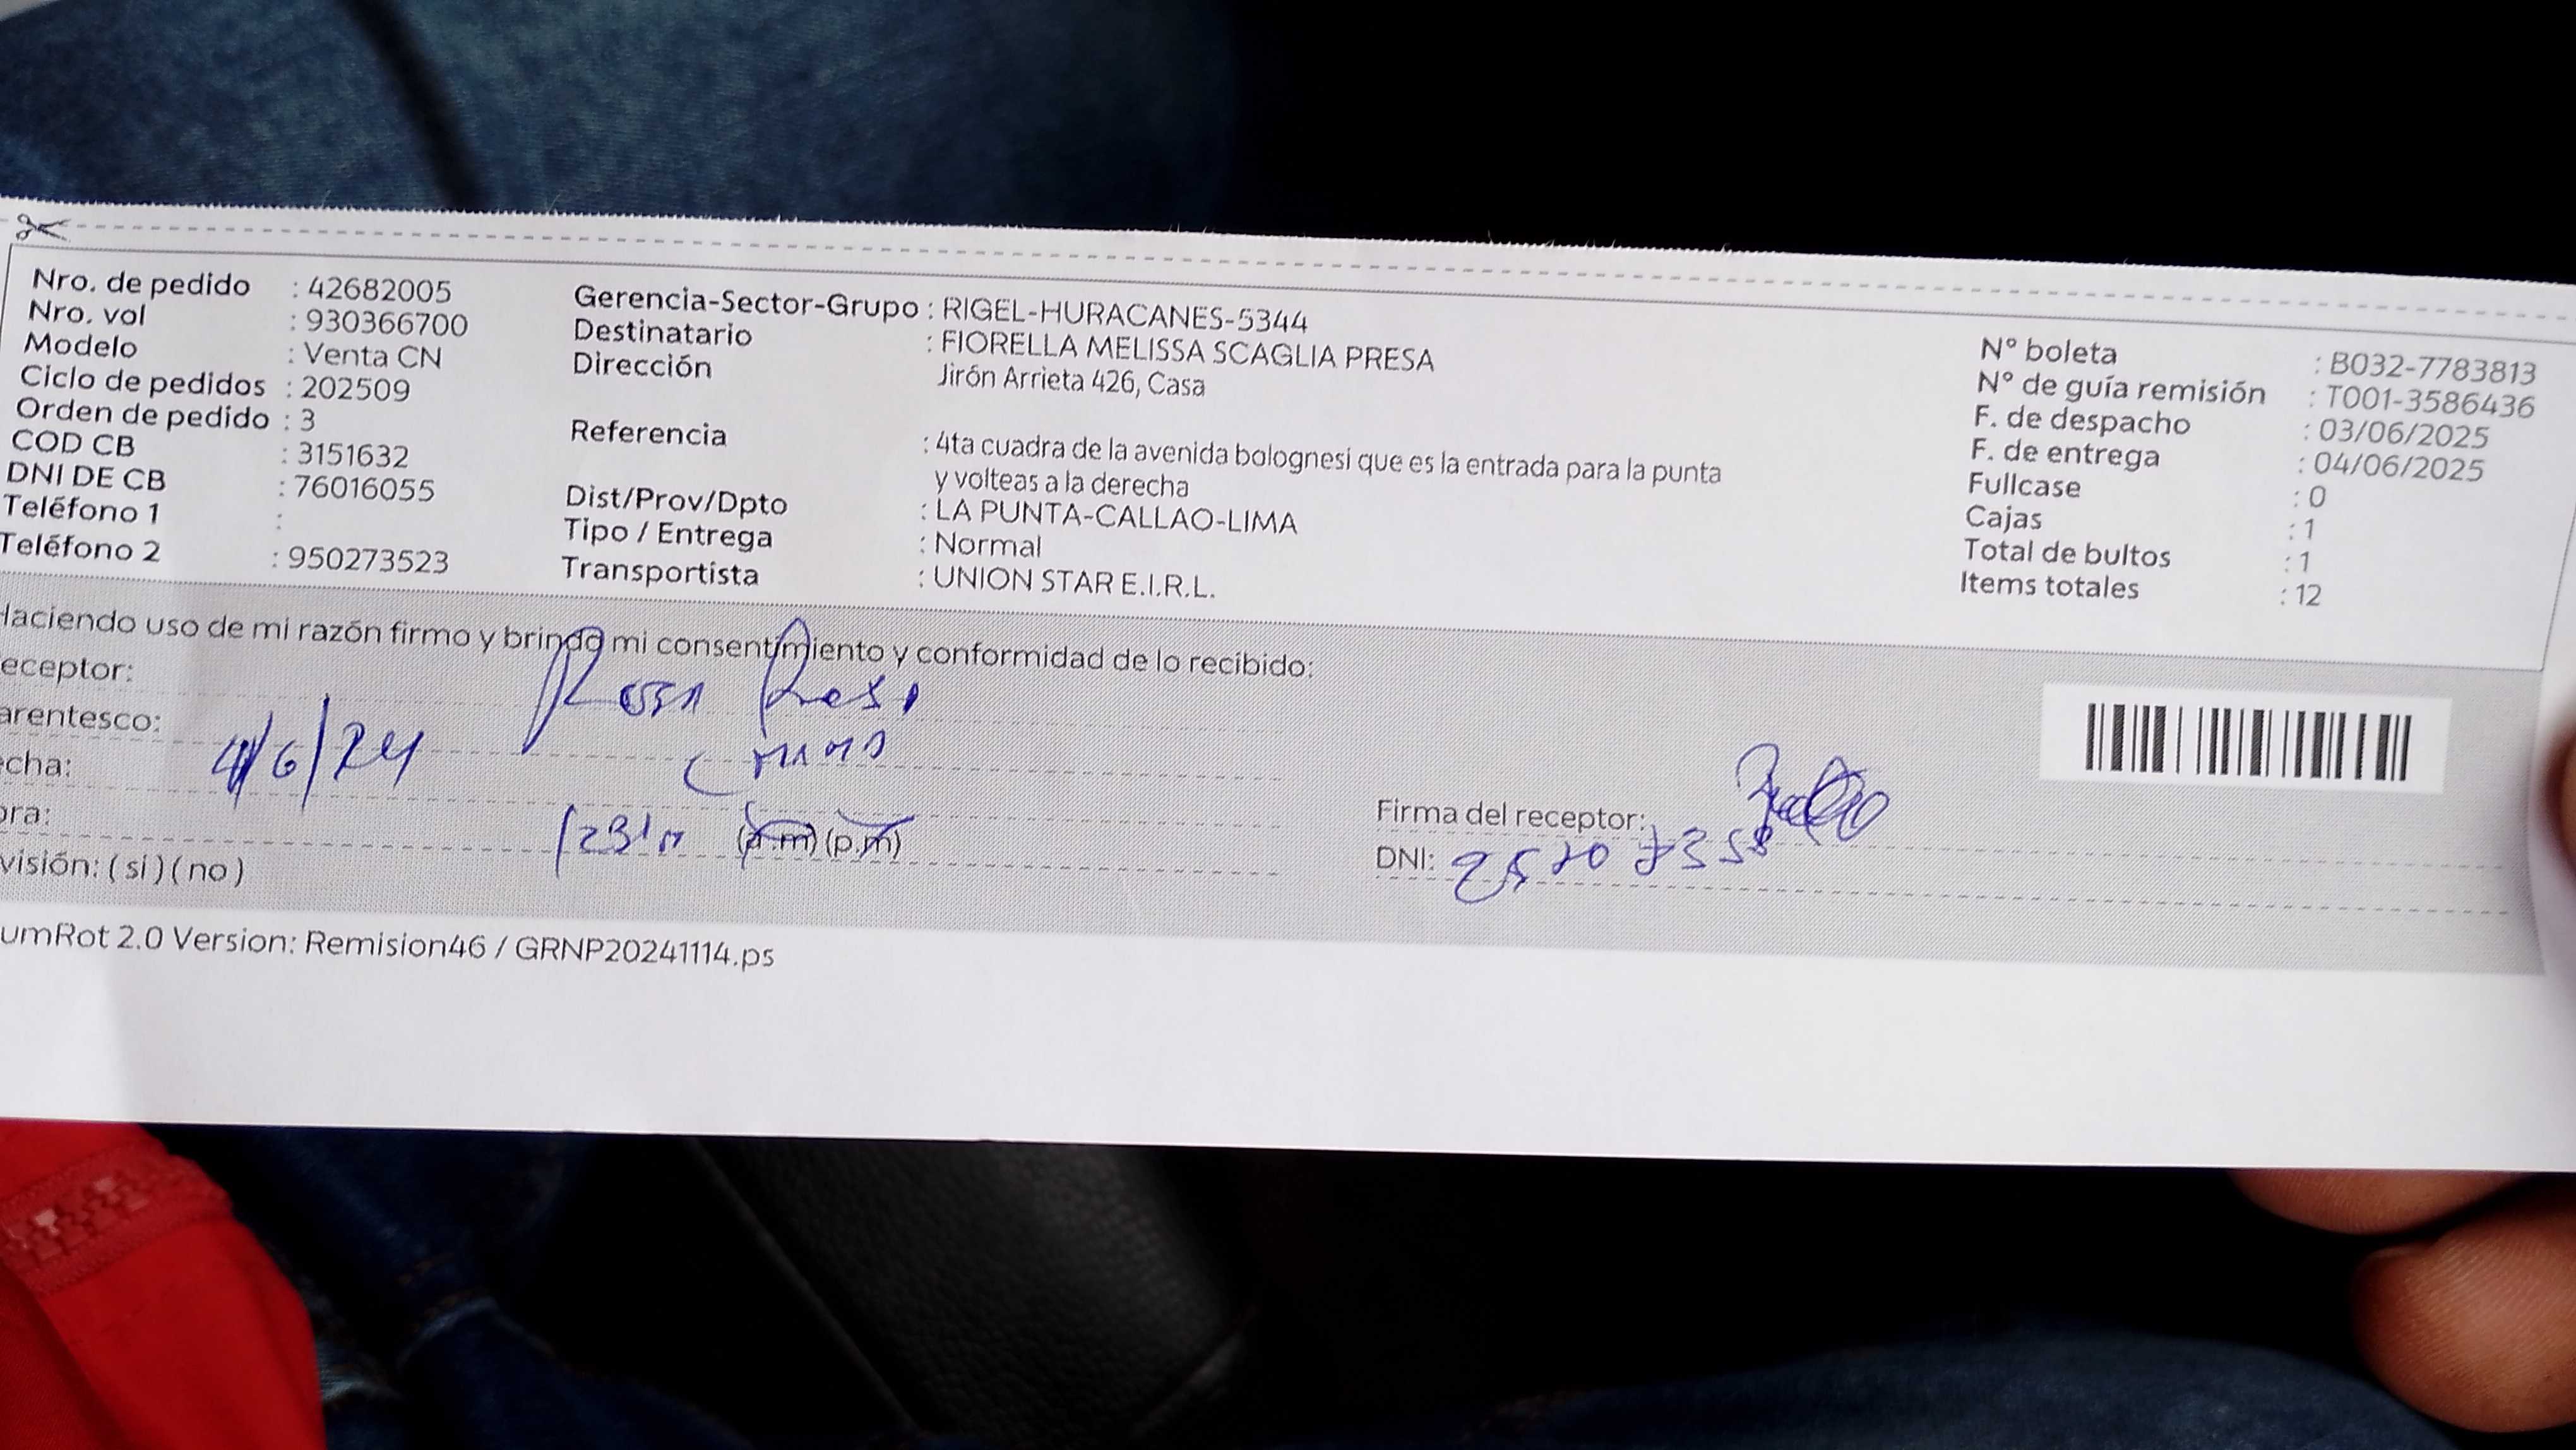 Nro. de pedido : 42682005
Nro. vol : 930366700
Modelo : Venta CN
Ciclo de pedidos : 202509
Orden de pedido : 3
COD CB : 3151632
DNI DE CB : 76016055
Teléfono 1 :
Teléfono 2 : 950273523
Gerencia-Sector-Grupo : RIGEL-HURACANES-5344
Destinatario : FIORELLA MELISSA SCAGLIA PRESA
Dirección Jirón Arrieta 426, Casa
Referencia : 4ta cuadra de la avenida bolognesi que es la entrada para la punta
y volteas a la derecha
Dist/Prov/Dpto : LA PUNTA-CALLAO-LIMA
Tipo / Entrega : Normal
Transportista : UNION STAR E.I.R.L.
N° boleta : B032-7783813
N° de guía remisión : T001-3586436
F. de despacho : 03/06/2025
F. de entrega : 04/06/2025
Fullcase : 0
Cajas : 1
Total de bultos : 1
Items totales : 12
Haciendo uso de mi razón firmo y brindo mi consentimiento y conformidad de lo recibido:
eceptor: Rosa Presa
arentesco:
echa: 4/6/24
ora: (a.m) (p.m)
visión: ( si ) ( no )
Firma del receptor:
DNI:
umRot 2.0 Version: Remision46 / GRNP20241114.ps